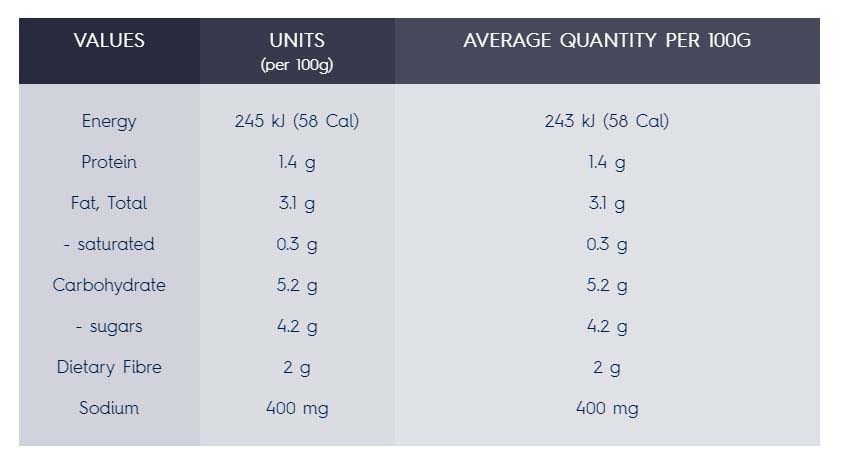 VALUES UNITS AVERAGE QUANTITY PER 100G
(per 100g)
Energy 245 kJ (58 Cal) 243 kJ (58 Cal)
Protein 1.4 g 1.4 g
Fat, Total 3.1 g 3.1 g
- saturated 0.3 g 0.3 g
Carbohydrate 5.2 g 5.2 g
- sugars 4.2 g 4.2 g
Dietary Fibre 2 g 2 g
Sodium 400 mg 400 mg